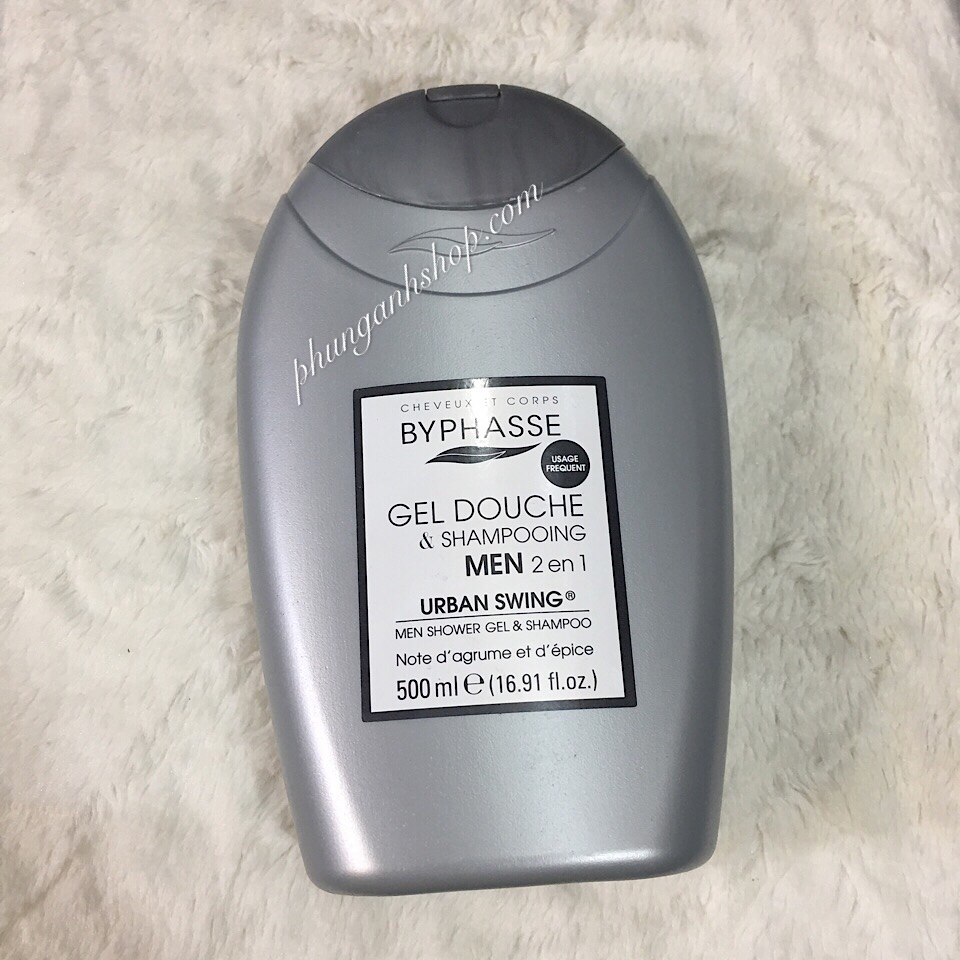 phunganhshop.com
CHEVEUX ET CORPS
BYPHASSE
USAGE
FREQUENT
GEL DOUCHE
& SHAMPOOING
MEN 2 en 1
URBAN SWING®
MEN SHOWER GEL & SHAMPOO
Note d'agrume et d'épice
500 ml ℮ (16.91 fl.oz.)